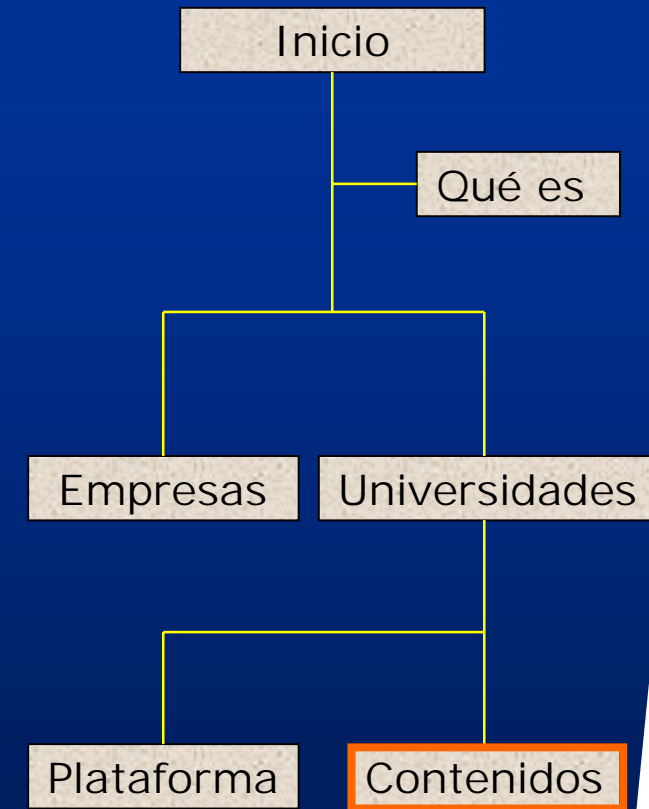 Inicio
Qué es
Empresas
Universidades
Plataforma
Contenidos